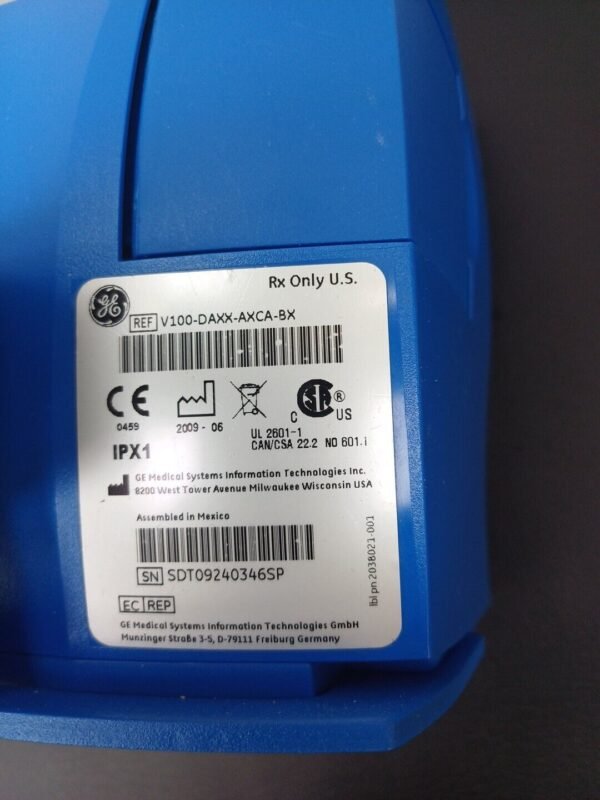 Rx Only U.S.
GE
REF V100-DAXX-AXCA-BX
CE
0459
2009 - 06
C SA ® US
UL 2601-1
CAN/CSA 22.2 NO 601.1
IPX1
GE Medical Systems Information Technologies Inc.
8200 West Tower Avenue Milwaukee Wisconsin USA
Assembled in Mexico
SN SDT09240346SP
lbl pn 2038021-001
EC REP
GE Medical Systems Information Technologies GmbH
Munzinger Straße 3-5, D-79111 Freiburg Germany